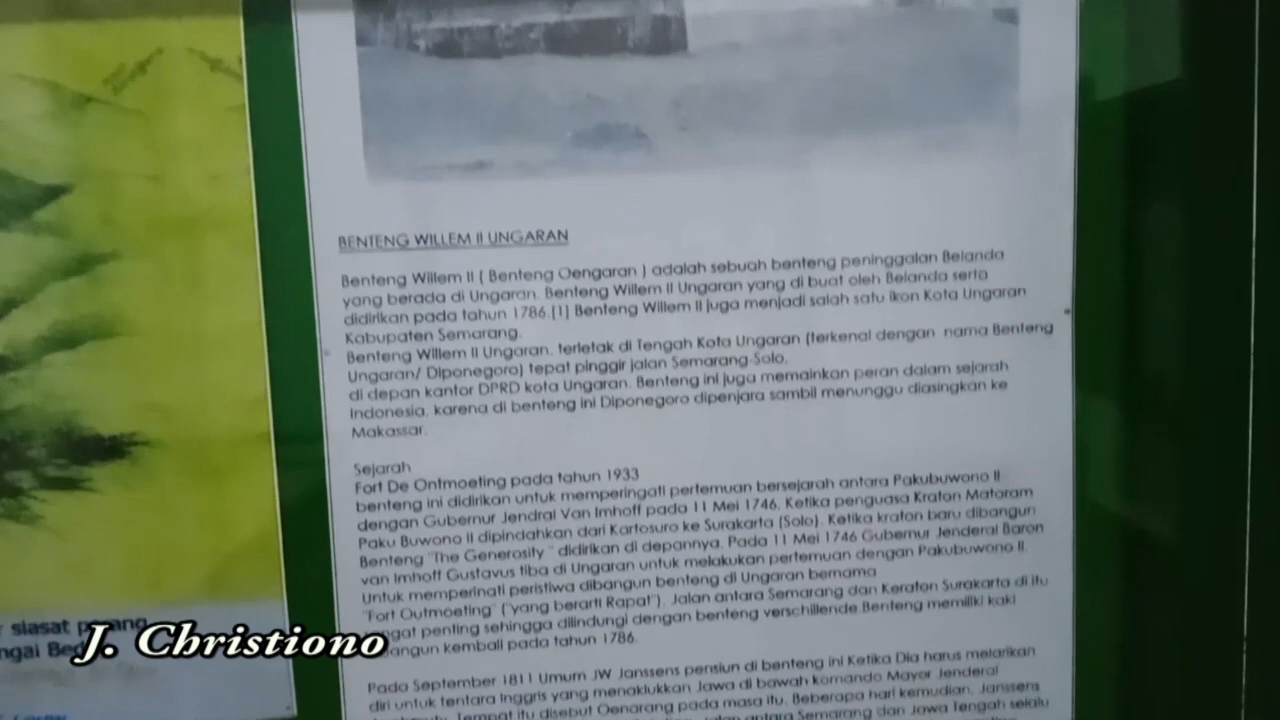 BENTENG WILLEM II UNGARAN
Benteng Willem II ( Benteng Oengaran ) adalah sebuah benteng peninggalan Belanda
yang berada di Ungaran. Benteng Willem II Ungaran yang di buat oleh Belanda serta
didirikan pada tahun 1786.[1] Benteng Willem II juga menjadi salah satu ikon Kota Ungaran
Kabupaten Semarang.
Benteng Willem II Ungaran. terletak di Tengah Kota Ungaran (terkenal dengan nama Benteng
Ungaran/ Diponegoro) tepat pinggir jalan Semarang-Solo.
di depan kantor DPRD kota Ungaran. Benteng ini juga memainkan peran dalam sejarah
Indonesia. karena di benteng ini Diponegoro dipenjara sambil menunggu diasingkan ke
Makassar.
Sejarah
Fort De Ontmoeting pada tahun 1933
benteng ini didirikan untuk memperingati pertemuan bersejarah antara Pakubuwono II
dengan Gubernur Jendral Van Imhoff pada 11 Mei 1746. Ketika penguasa Kraton Mataram
Paku Buwono II dipindahkan dari Kartosuro ke Surakarta (Solo). Ketika kraton baru dibangun
Benteng "The Generosity " didirikan di depannya. Pada 11 Mei 1746 Gubernur Jenderal Baron
van Imhoff Gustavus tiba di Ungaran untuk melakukan pertemuan dengan Pakubuwono II.
Untuk memperinati peristiwa dibangun benteng di Ungaran bernama
"Fort Outmoeting" ("yang berarti Rapat"). Jalan antara Semarang dan Keraton Surakarta di itu
penting sehingga dilindungi dengan benteng verschillende.Benteng memiliki kaki
kembali pada tahun 1786.
Pada September 1811 Umum JW Janssens pensiun di benteng ini Ketika Dia harus melarikan
diri untuk tentara Inggris yang menaklukkan Jawa di bawah komando Mayor Jenderal
Tempat itu disebut Oenarang pada masa itu. Beberapa hari kemudian, Janssens
antara Semarang dan Jawa Tengah selalu
siasat
J. Christiono